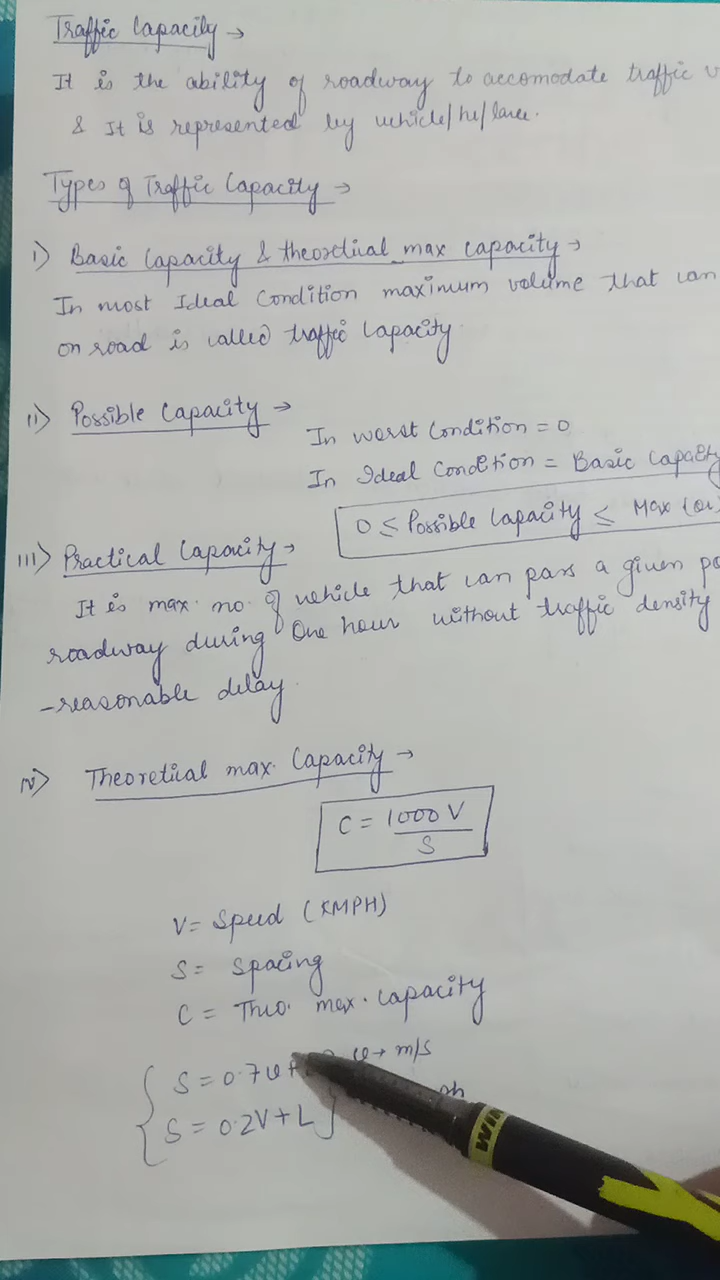 Traffic Capacity →
It is the ability of roadway to accomodate traffic
& It is represented by vehicle/hr/lane.
Types of Traffic Capacity →
i) Basic Capacity & theoretical max capacity →
In most Ideal Condition maximum volume that can
on road is called traffic capacity.
ii) Possible Capacity →
In worst Condition = 0
In Ideal Condition = Basic Capacity
0 ≤ Possible Capacity ≤ Max
iii) Practical Capacity →
It is max. no. of vehicle that can pass a given
roadway during One hour without traffic density
-reasonable delay.
iv) Theoretical max. Capacity →
C = 1000 V / S
V = Speed (KMPH)
S = Spacing
C = Theo. max. capacity
S = 0.7v + → m/s
S = 0.2V + L
WIN